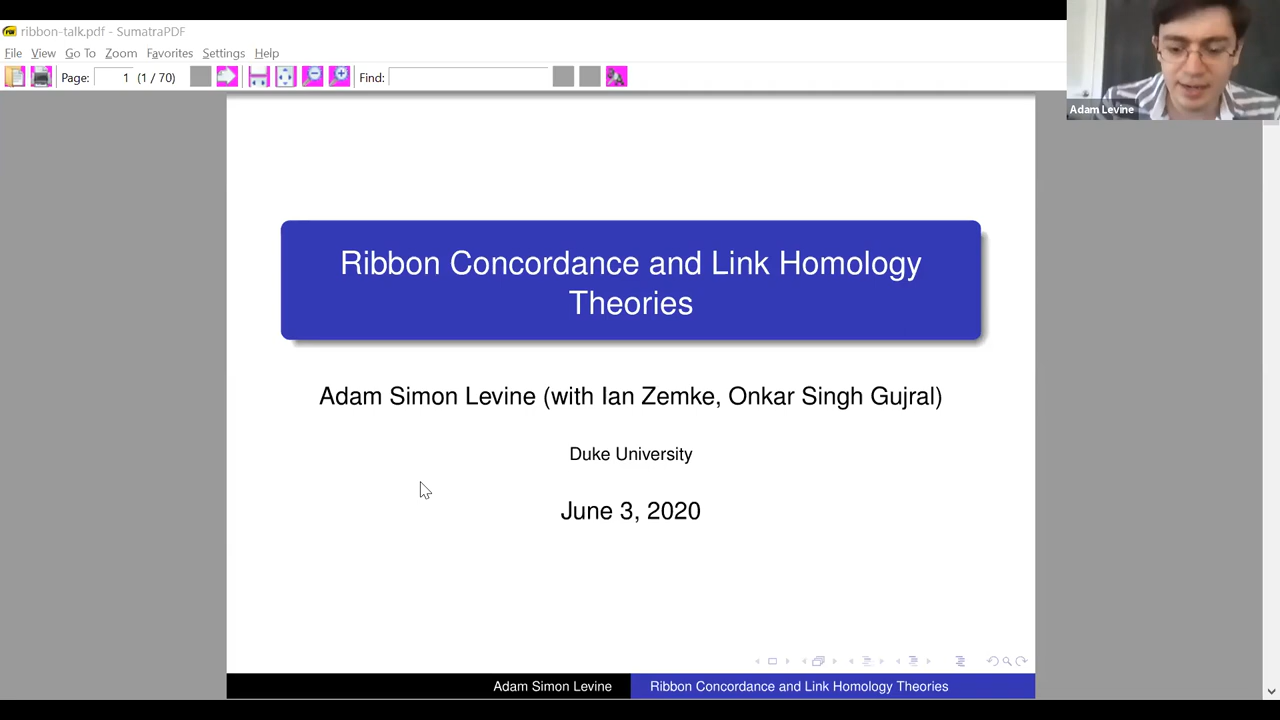 ribbon-talk.pdf - SumatraPDF
File View Go To Zoom Favorites Settings Help
Page: 1 (1 / 70) Find:
Adam Levine
Ribbon Concordance and Link Homology
Theories
Adam Simon Levine (with Ian Zemke, Onkar Singh Gujral)
Duke University
June 3, 2020
Adam Simon Levine Ribbon Concordance and Link Homology Theories